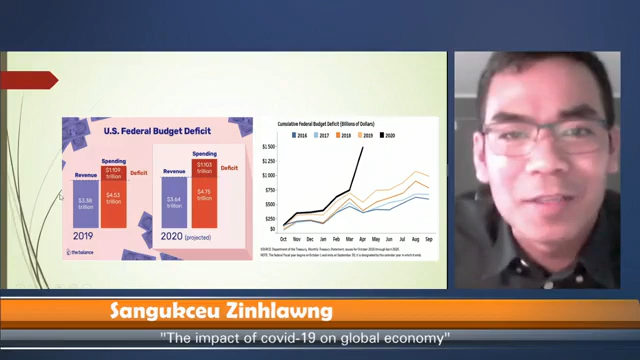 U.S. Federal Budget Deficit
Spending
$1.109
trillion
Deficit
Revenue
$3.38
trillion
$4.53
trillion
2019
Spending
$1.103
trillion
Deficit
Revenue
$3.64
trillion
$4.75
trillion
2020 (projected)
the balance
Cumulative Federal Budget Deficit (Billions of Dollars)
2016 2017 2018 2019 2020
$1 500
$1 250
$1 000
$750
$500
$250
$0
Oct Nov Dec Jan Feb Mar Apr May Jun Jul Aug Sep
Sangukceu Zinhlawng
"The impact of covid-19 on global economy"